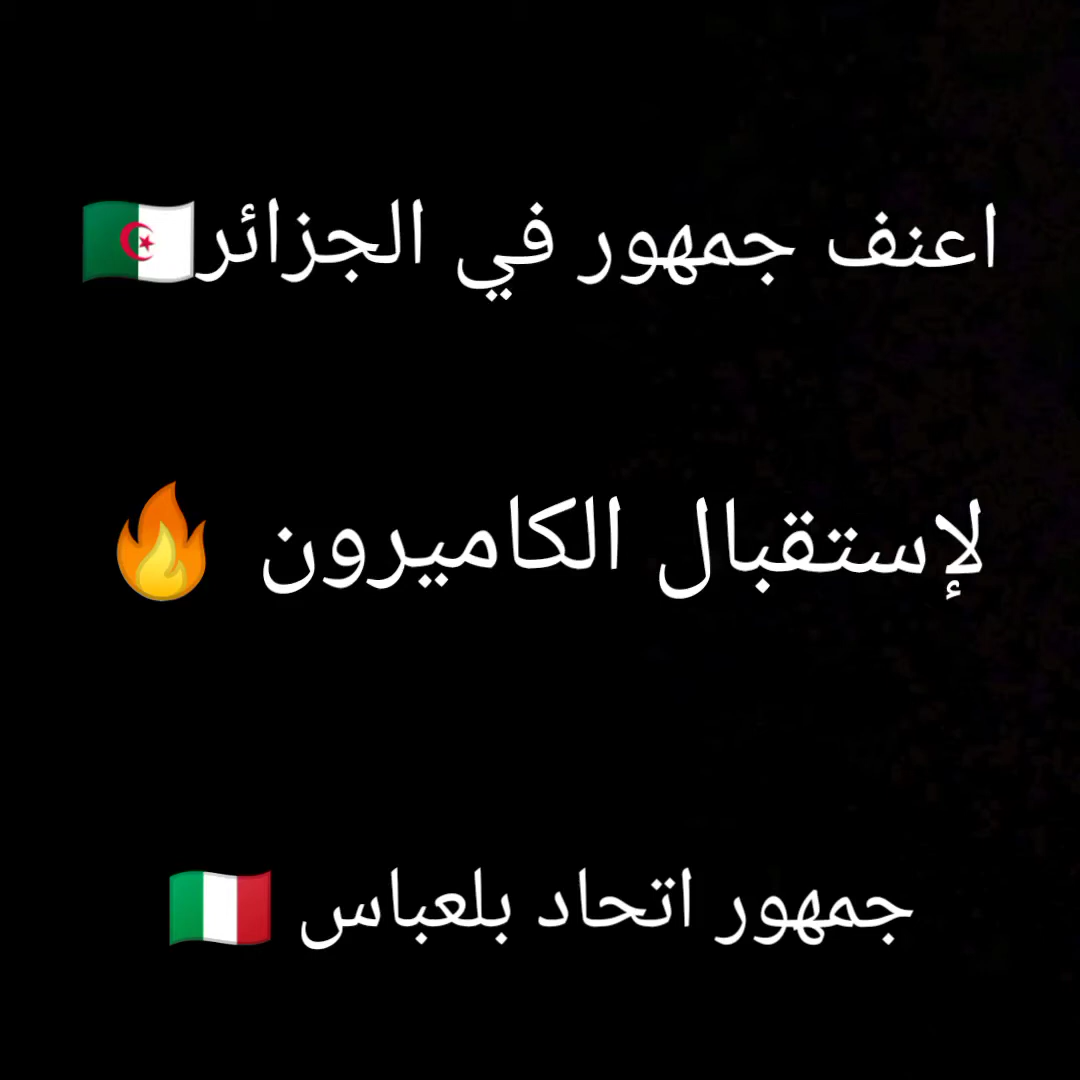 اعنف جمهور في الجزائر🇩🇿
لإستقبال الكاميرون 🔥
جمهور اتحاد بلعباس 🇮🇹